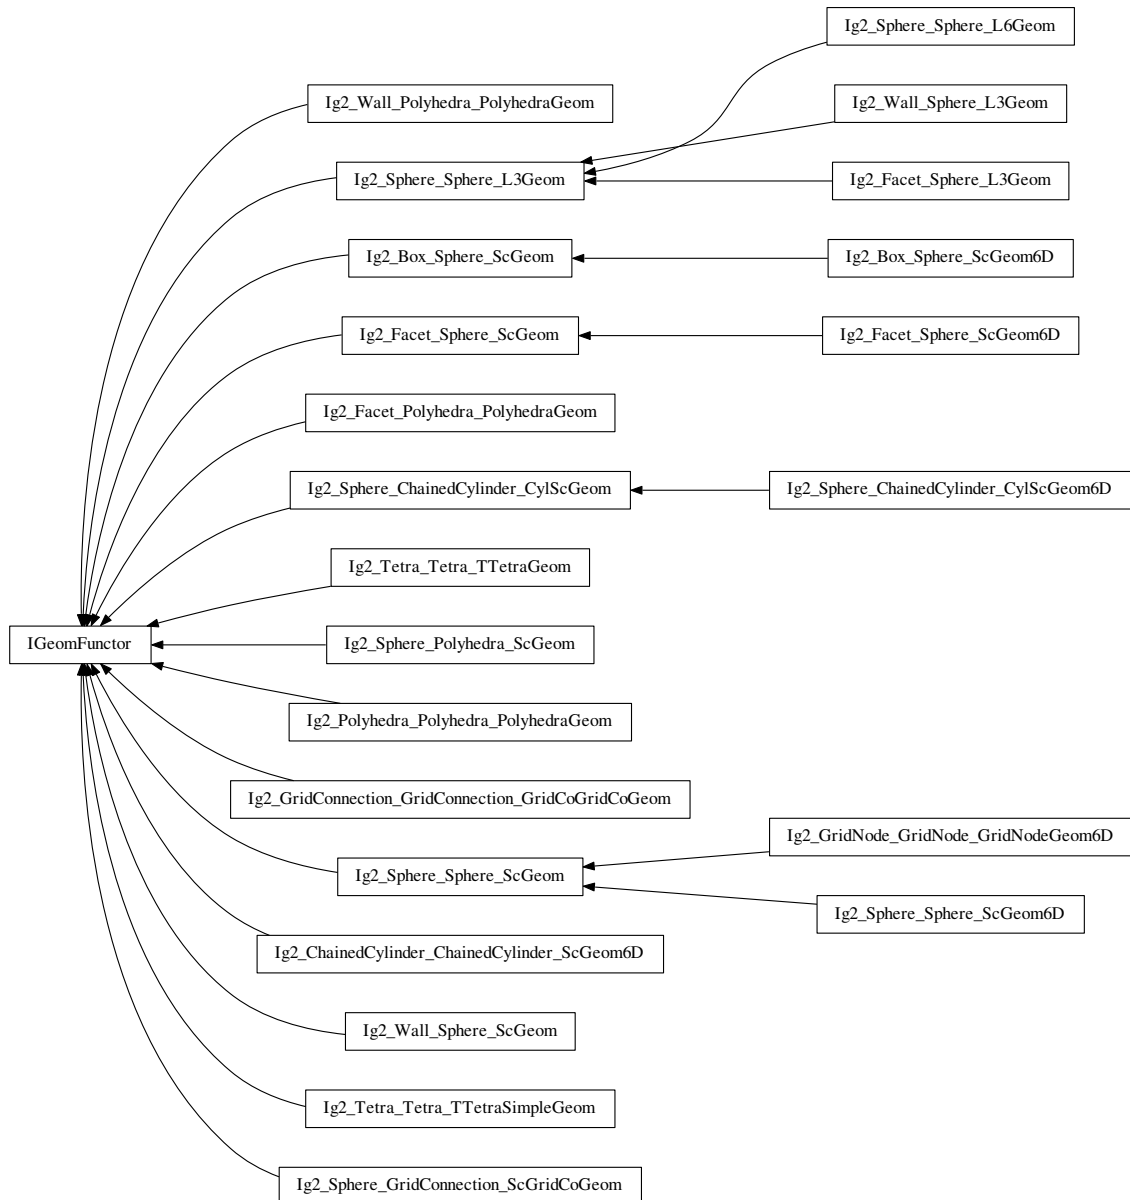 Ig2_Sphere_Sphere_L6Geom
Ig2_Wall_Polyhedra_PolyhedraGeom
Ig2_Wall_Sphere_L3Geom
Ig2_Sphere_Sphere_L3Geom
Ig2_Facet_Sphere_L3Geom
Ig2_Box_Sphere_ScGeom
Ig2_Box_Sphere_ScGeom6D
Ig2_Facet_Sphere_ScGeom
Ig2_Facet_Sphere_ScGeom6D
Ig2_Facet_Polyhedra_PolyhedraGeom
Ig2_Sphere_ChainedCylinder_CylScGeom
Ig2_Sphere_ChainedCylinder_CylScGeom6D
Ig2_Tetra_Tetra_TTetraGeom
IGeomFunctor
Ig2_Sphere_Polyhedra_ScGeom
Ig2_Polyhedra_Polyhedra_PolyhedraGeom
Ig2_GridConnection_GridConnection_GridCoGridCoGeom
Ig2_GridNode_GridNode_GridNodeGeom6D
Ig2_Sphere_Sphere_ScGeom
Ig2_Sphere_Sphere_ScGeom6D
Ig2_ChainedCylinder_ChainedCylinder_ScGeom6D
Ig2_Wall_Sphere_ScGeom
Ig2_Tetra_Tetra_TTetraSimpleGeom
Ig2_Sphere_GridConnection_ScGridCoGeom